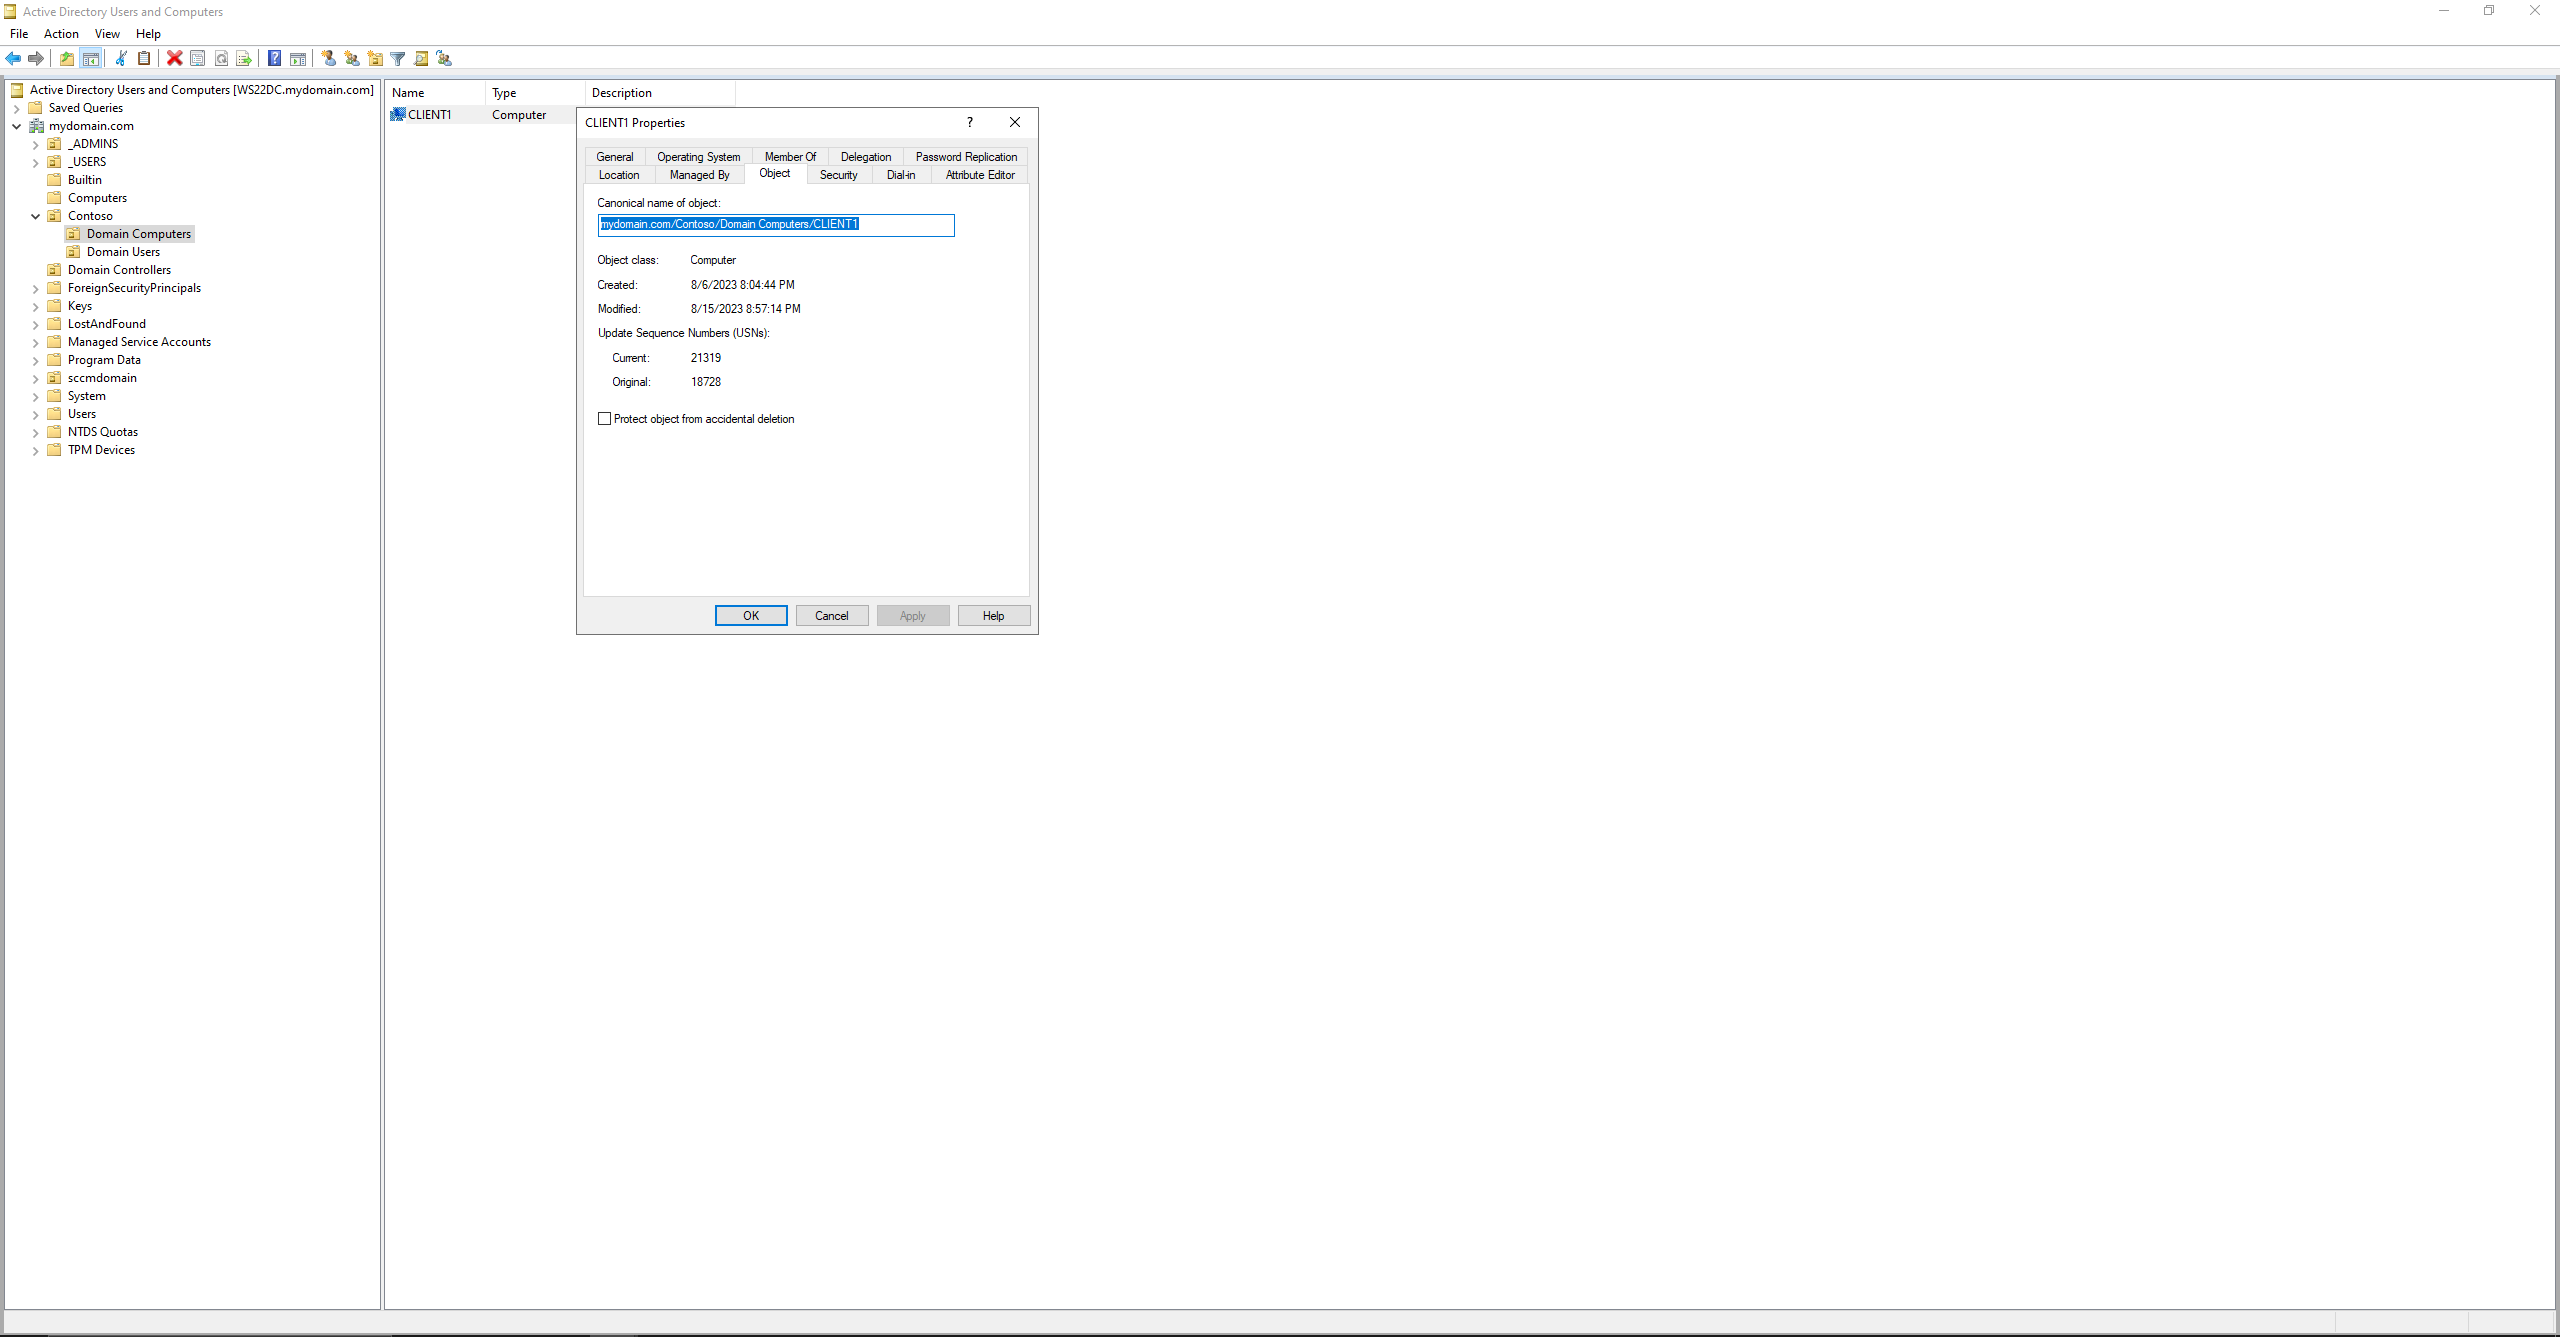 Active Directory Users and Computers
File Action View Help
Active Directory Users and Computers [WS22DC.mydomain.com]
Saved Queries
mydomain.com
_ADMINS
_USERS
Builtin
Computers
Contoso
Domain Computers
Domain Users
Domain Controllers
ForeignSecurityPrincipals
Keys
LostAndFound
Managed Service Accounts
Program Data
sccmdomain
System
Users
NTDS Quotas
TPM Devices
Name Type Description
CLIENT1 Computer
CLIENT1 Properties
General Operating System Member Of Delegation Password Replication
Location Managed By Object Security Dial-in Attribute Editor
Canonical name of object:
mydomain.com/Contoso/Domain Computers/CLIENT1
Object class: Computer
Created: 8/6/2023 8:04:44 PM
Modified: 8/15/2023 8:57:14 PM
Update Sequence Numbers (USNs):
Current: 21319
Original: 18728
Protect object from accidental deletion
OK Cancel Apply Help